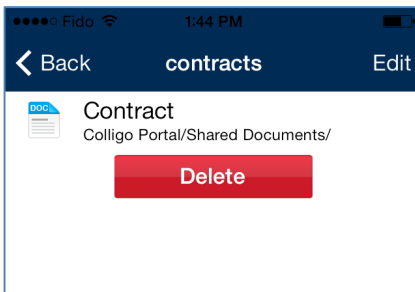 Fido 1:44 PM
Back contracts Edit
DOC
Contract
Colligo Portal/Shared Documents/
Delete